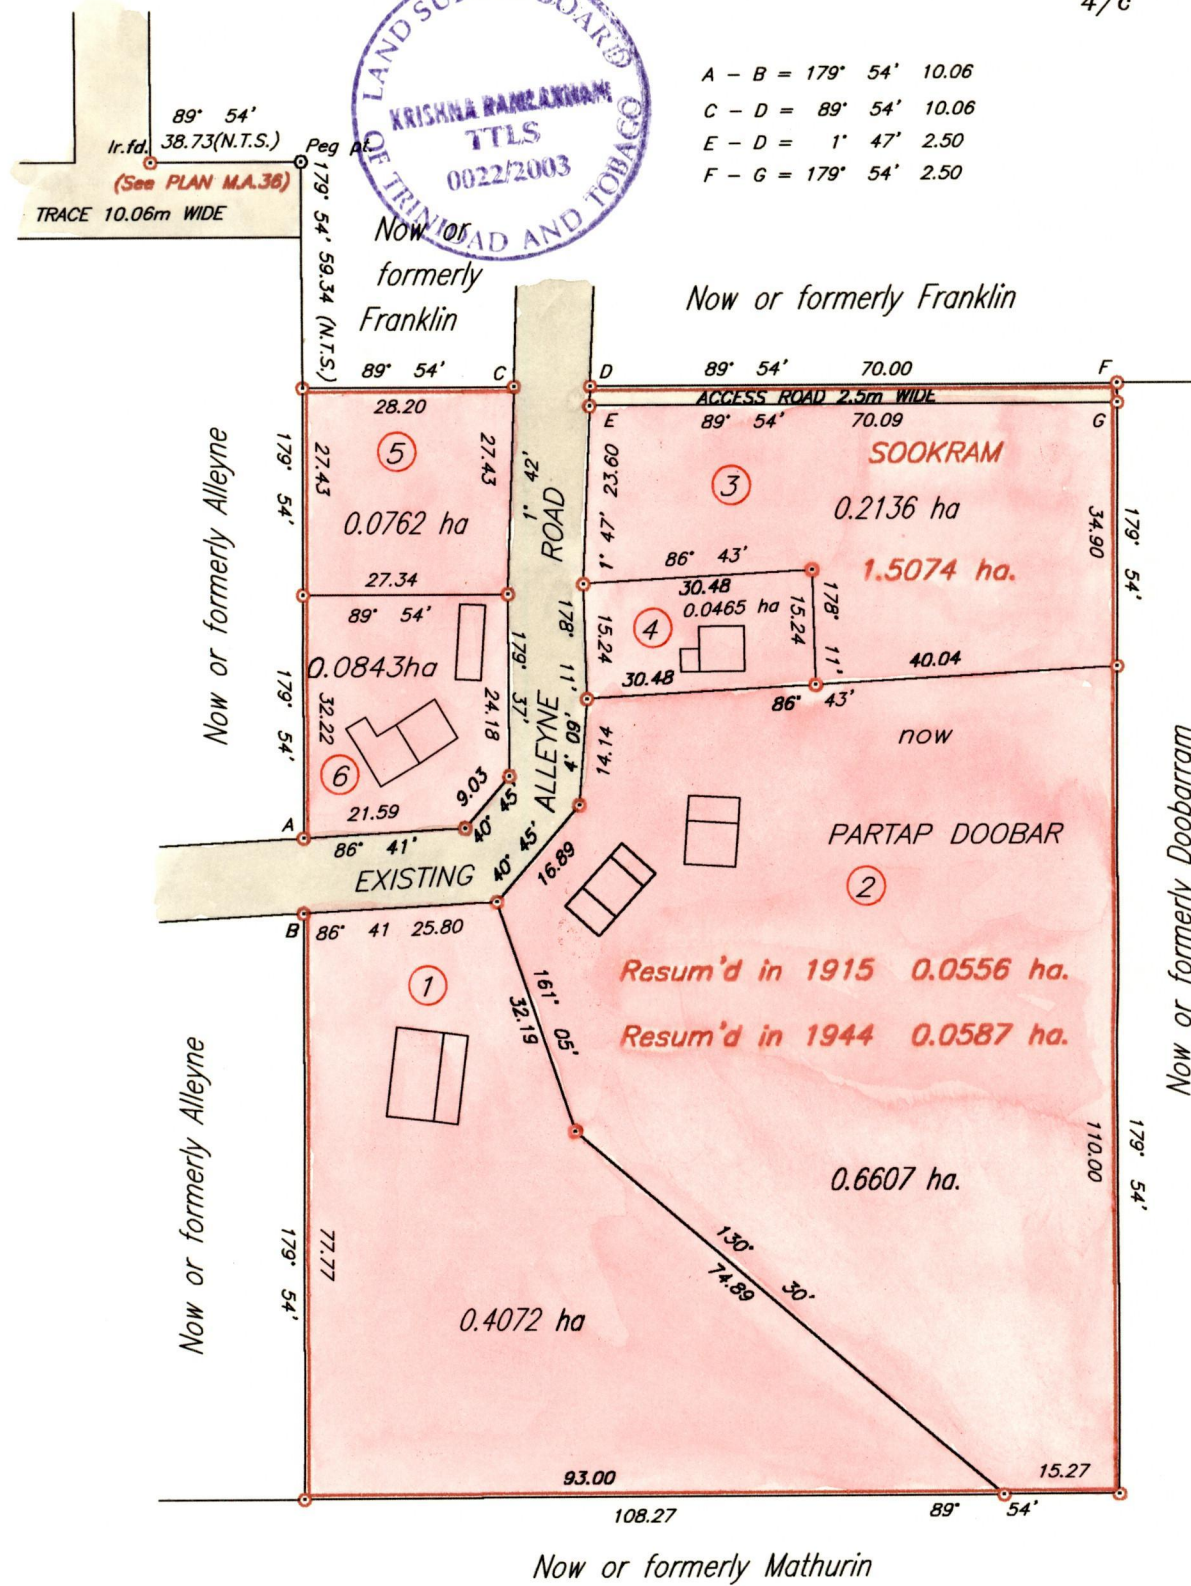 4/C
LAND SURVEY BOARD
OF TRINIDAD AND TOBAGO
KRISHNA RAMLAKHAN
TTLS
0022/2003
A - B = 179° 54' 10.06
C - D = 89° 54' 10.06
E - D = 1° 47' 2.50
F - G = 179° 54' 2.50
89° 54'
38.73(N.T.S.)
Ir.fd.
Peg pt.
(See PLAN M.A.36)
TRACE 10.06m WIDE
179° 54' 59.34 (N.T.S.)
Now or
formerly
Franklin
Now or formerly Franklin
89° 54'
C
D
89° 54' 70.00
F
28.20
ACCESS ROAD 2.5m WIDE
E
89° 54' 70.09
G
Now or formerly Alleyne
179° 54'
27.43
5
27.43
0.0762 ha
1° 42'
ROAD
23.60
1° 47'
3
SOOKRAM
0.2136 ha
1.5074 ha.
34.90
179° 54'
27.34
89° 54'
86° 43'
30.48
0.0465 ha
4
15.24
178° 11'
178° 11'
15.24
30.48
86° 43'
40.04
0.0843ha
179° 54'
32.22
24.18
179° 37'
6
9.03
40° 45'
21.59
A
86° 41'
ALLEYNE
4° 09'
14.14
now
PARTAP DOOBAR
2
Now or formerly Doobarram
EXISTING
40° 45'
16.89
B
86° 41 25.80
1
161° 05'
32.19
Resum'd in 1915 0.0556 ha.
Resum'd in 1944 0.0587 ha.
Now or formerly Alleyne
0.6607 ha.
110.00
179° 54'
179° 54'
77.77
130° 30'
74.89
0.4072 ha
93.00
15.27
108.27
89° 54'
Now or formerly Mathurin